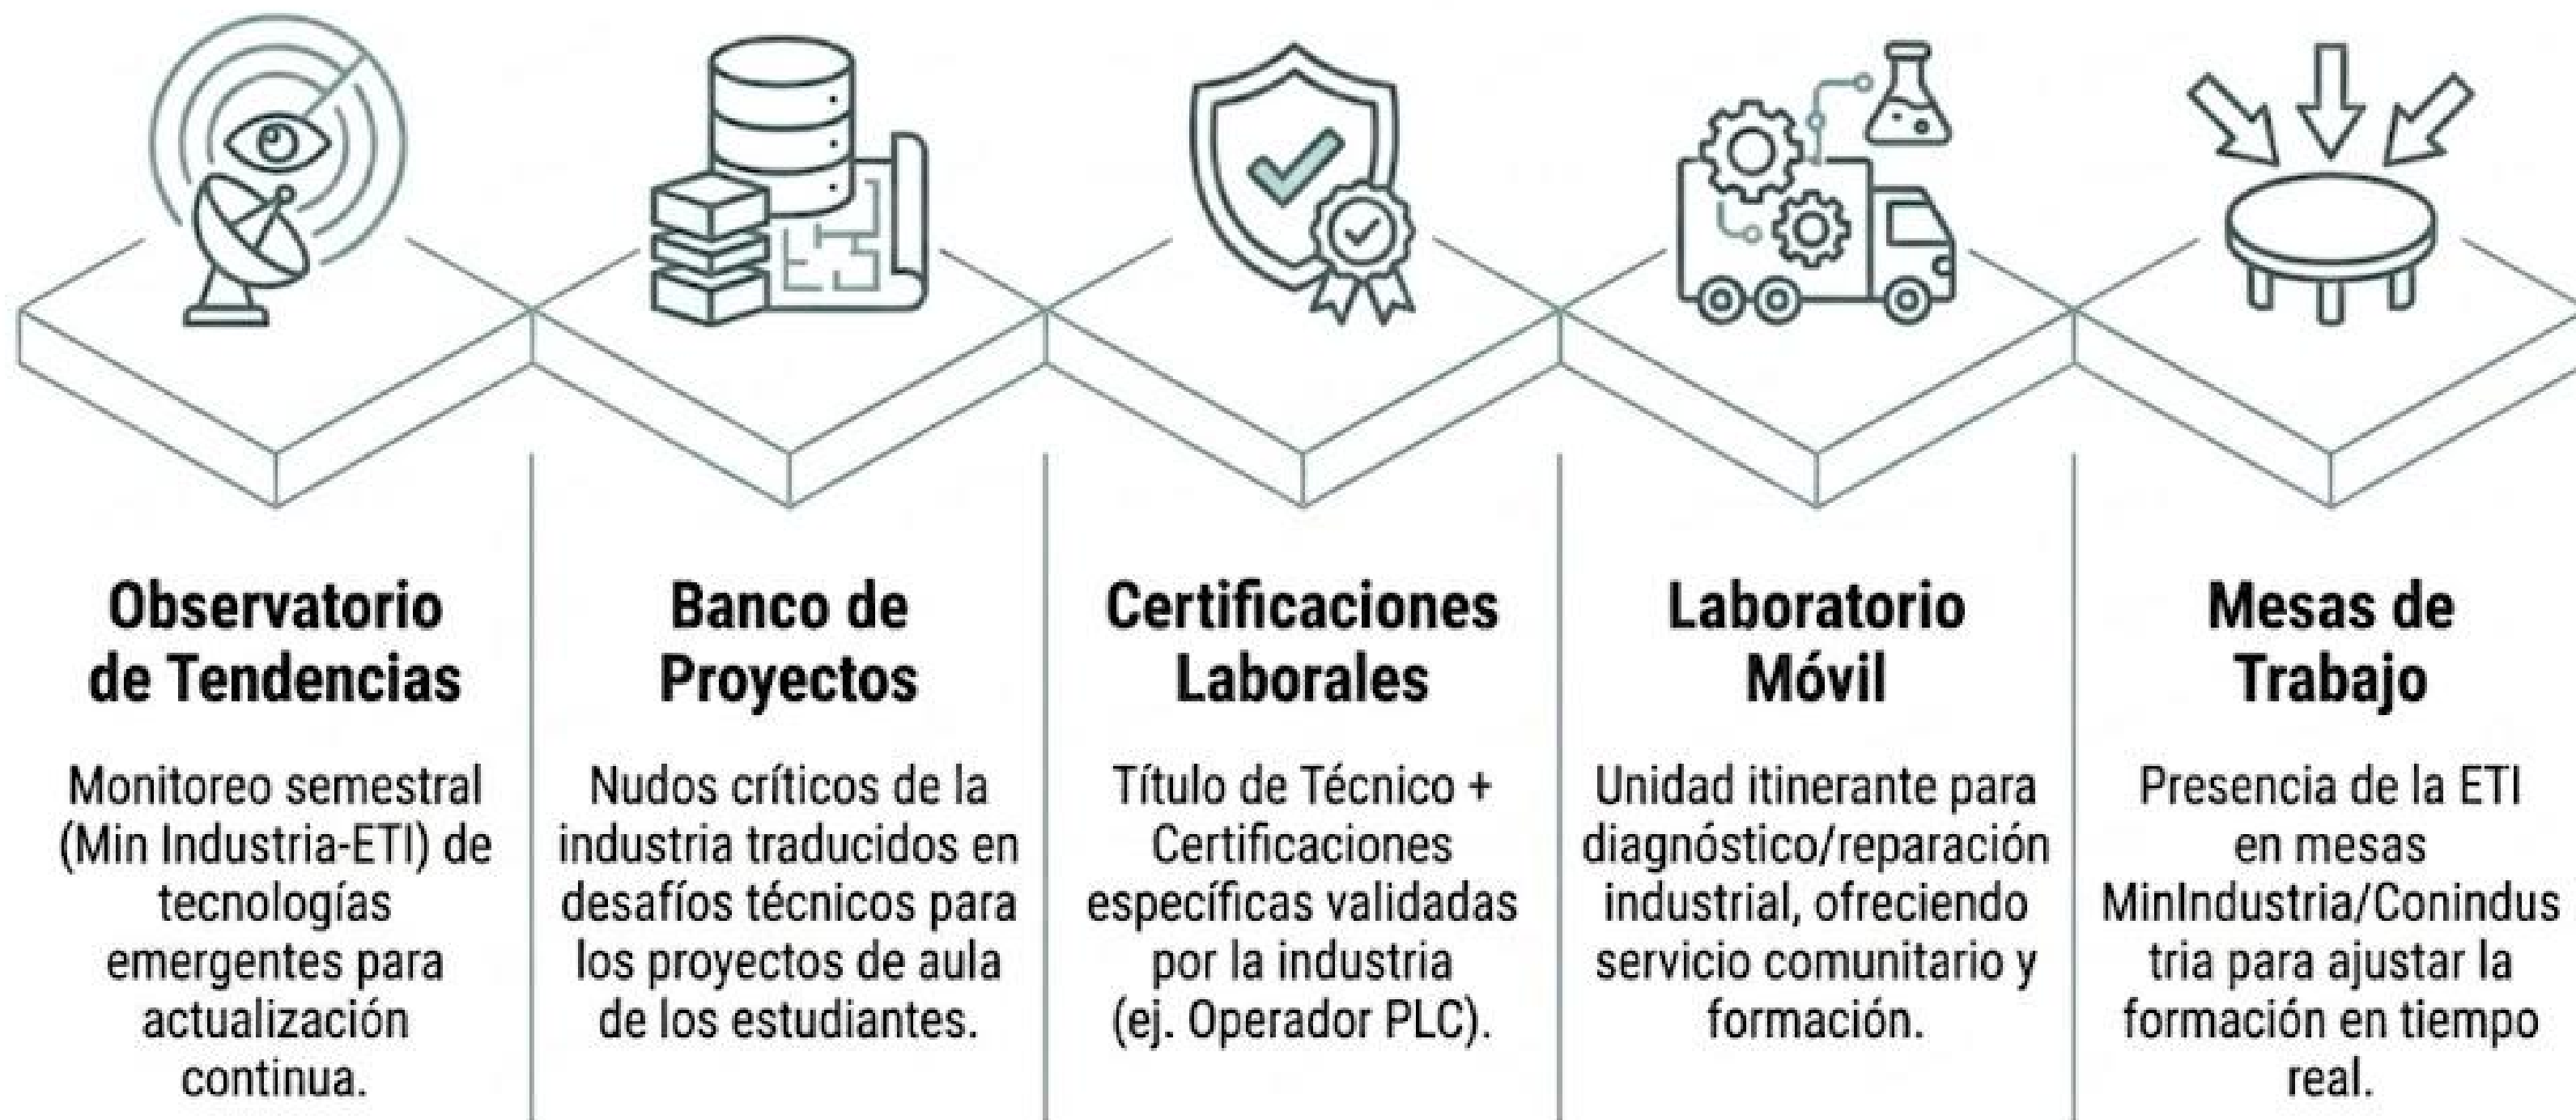 Observatorio
de Tendencias
Monitoreo semestral
(Min Industria-ETI) de
tecnologías
emergentes para
actualización
continua.
Banco de
Proyectos
Nudos críticos de la
industria traducidos en
desafíos técnicos para
los proyectos de aula
de los estudiantes.
Certificaciones
Laborales
Título de Técnico +
Certificaciones
específicas validadas
por la industria
(ej. Operador PLC).
Laboratorio
Móvil
Unidad itinerante para
diagnóstico/reparación
industrial, ofreciendo
servicio comunitario y
formación.
Mesas de
Trabajo
Presencia de la ETI
en mesas
MinIndustria/Conindus
tria para ajustar la
formación en tiempo
real.